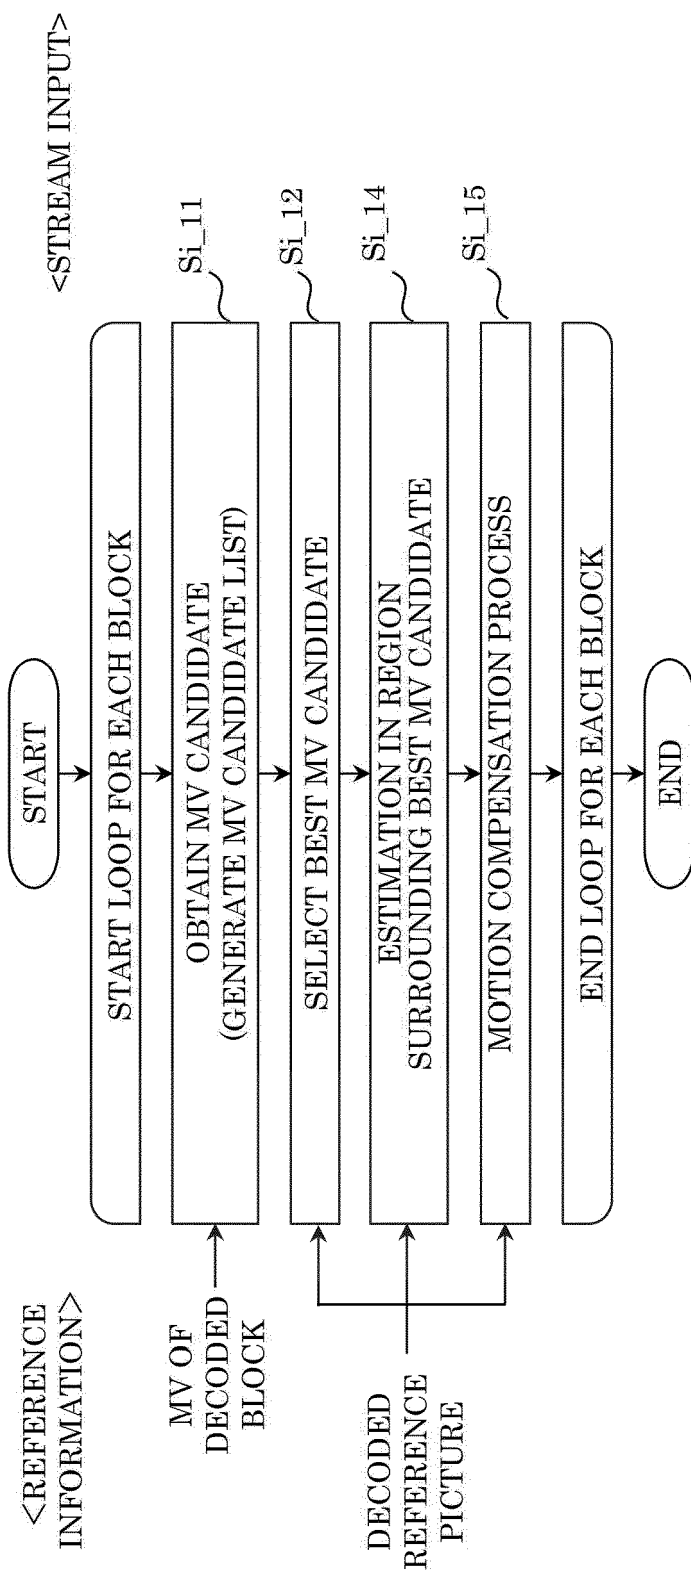 <REFERENCE
INFORMATION>
<STREAM INPUT>
START
START LOOP FOR EACH BLOCK
MV OF
DECODED
BLOCK
OBTAIN MV CANDIDATE
(GENERATE MV CANDIDATE LIST)
Si_11
SELECT BEST MV CANDIDATE
Si_12
DECODED
REFERENCE
PICTURE
ESTIMATION IN REGION
SURROUNDING BEST MV CANDIDATE
Si_14
MOTION COMPENSATION PROCESS
Si_15
END LOOP FOR EACH BLOCK
END